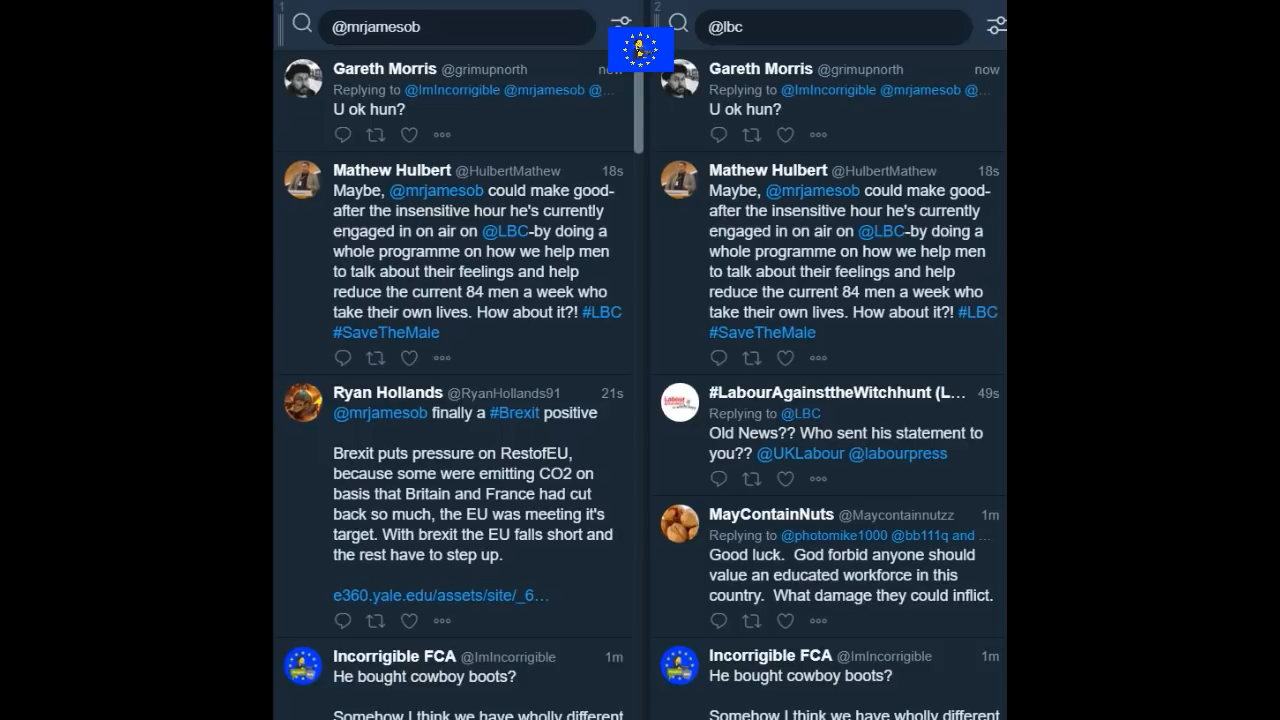 1
@mrjamesob
Gareth Morris @grimupnorth now
Replying to @ImIncorrigible @mrjamesob @…
U ok hun?
Mathew Hulbert @HulbertMathew 18s
Maybe, @mrjamesob could make good-
after the insensitive hour he's currently
engaged in on air on @LBC-by doing a
whole programme on how we help men
to talk about their feelings and help
reduce the current 84 men a week who
take their own lives. How about it?! #LBC
#SaveTheMale
Ryan Hollands @RyanHollands91 21s
@mrjamesob finally a #Brexit positive
Brexit puts pressure on RestofEU,
because some were emitting CO2 on
basis that Britain and France had cut
back so much, the EU was meeting it's
target. With brexit the EU falls short and
the rest have to step up.
e360.yale.edu/assets/site/_6…
Incorrigible FCA @ImIncorrigible 1m
He bought cowboy boots?
Somehow I think we have wholly different
2
@lbc
Gareth Morris @grimupnorth now
Replying to @ImIncorrigible @mrjamesob @…
U ok hun?
Mathew Hulbert @HulbertMathew 18s
Maybe, @mrjamesob could make good-
after the insensitive hour he's currently
engaged in on air on @LBC-by doing a
whole programme on how we help men
to talk about their feelings and help
reduce the current 84 men a week who
take their own lives. How about it?! #LBC
#SaveTheMale
#LabourAgainsttheWitchhunt (L… 49s
Replying to @LBC
Old News?? Who sent his statement to
you?? @UKLabour @labourpress
MayContainNuts @Maycontainnutzz 1m
Replying to @photomike1000 @bb111q and …
Good luck.  God forbid anyone should
value an educated workforce in this
country.  What damage they could inflict.
Incorrigible FCA @ImIncorrigible 1m
He bought cowboy boots?
Somehow I think we have wholly different